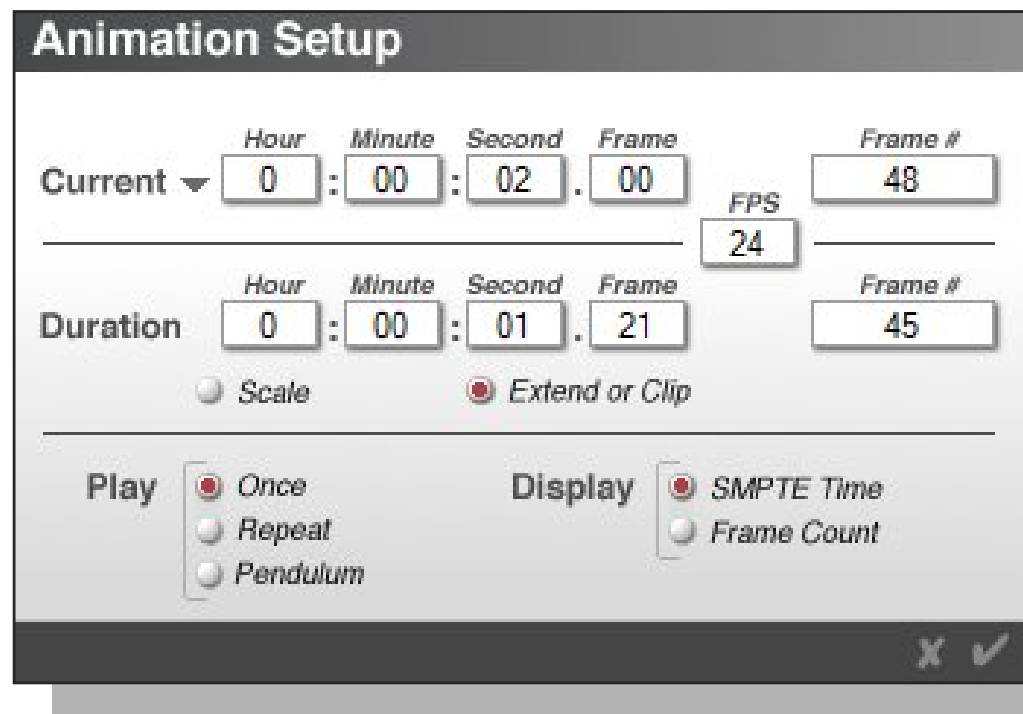 Animation Setup
Hour Minute Second Frame Frame #
Current 0 : 00 : 02 . 00 48
FPS
24
Hour Minute Second Frame Frame #
Duration 0 : 00 : 01 . 21 45
Scale Extend or Clip
Play Once Display SMPTE Time
Repeat Frame Count
Pendulum